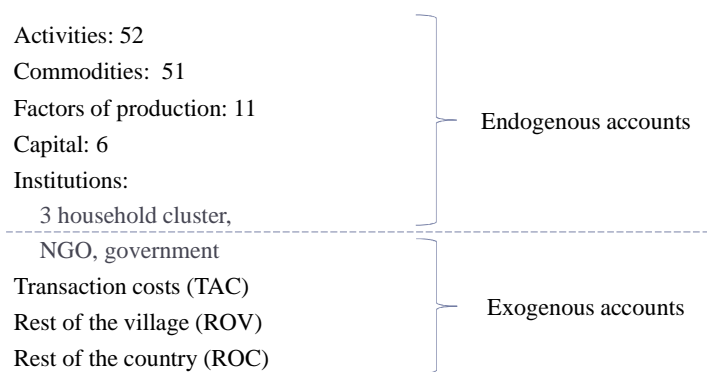 Activities: 52
Commodities: 51
Factors of production: 11
Capital: 6
Endogenous accounts
Institutions:
3 household cluster,
NGO, government
Transaction costs (TAC)
Rest of the village (ROV)
Exogenous accounts
Rest of the country (ROC)